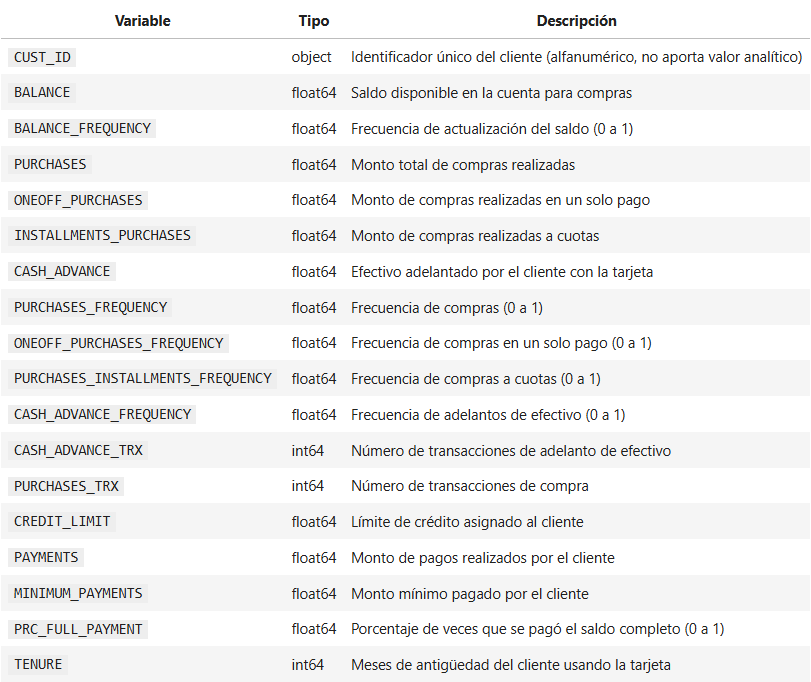 Variable Tipo Descripción
CUST_ID object Identificador único del cliente (alfanumérico, no aporta valor analítico)
BALANCE float64 Saldo disponible en la cuenta para compras
BALANCE_FREQUENCY float64 Frecuencia de actualización del saldo (0 a 1)
PURCHASES float64 Monto total de compras realizadas
ONEOFF_PURCHASES float64 Monto de compras realizadas en un solo pago
INSTALLMENTS_PURCHASES float64 Monto de compras realizadas a cuotas
CASH_ADVANCE float64 Efectivo adelantado por el cliente con la tarjeta
PURCHASES_FREQUENCY float64 Frecuencia de compras (0 a 1)
ONEOFF_PURCHASES_FREQUENCY float64 Frecuencia de compras en un solo pago (0 a 1)
PURCHASES_INSTALLMENTS_FREQUENCY float64 Frecuencia de compras a cuotas (0 a 1)
CASH_ADVANCE_FREQUENCY float64 Frecuencia de adelantos de efectivo (0 a 1)
CASH_ADVANCE_TRX int64 Número de transacciones de adelanto de efectivo
PURCHASES_TRX int64 Número de transacciones de compra
CREDIT_LIMIT float64 Límite de crédito asignado al cliente
PAYMENTS float64 Monto de pagos realizados por el cliente
MINIMUM_PAYMENTS float64 Monto mínimo pagado por el cliente
PRC_FULL_PAYMENT float64 Porcentaje de veces que se pagó el saldo completo (0 a 1)
TENURE int64 Meses de antigüedad del cliente usando la tarjeta